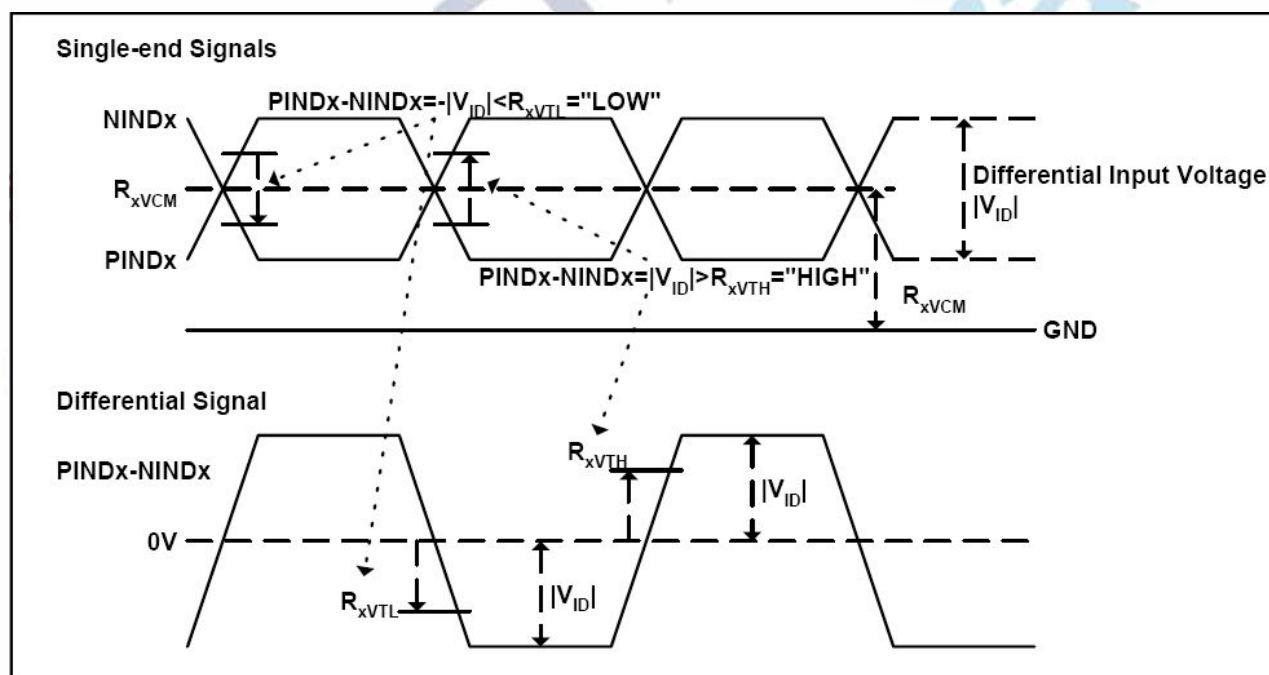 Single-end Signals
PINDx-NINDx=-|VID|<RxVTL="LOW"
NINDx
RxVCM
Differential Input Voltage
|VID|
PINDx
PINDx-NINDx=|VID|>RxVTH="HIGH"
RxVCM
GND
Differential Signal
RxVTH
PINDx-NINDx
|VID|
0V
RxVTL
|VID|